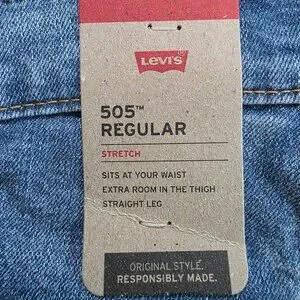 Levi's
505™
REGULAR
STRETCH
SITS AT YOUR WAIST
EXTRA ROOM IN THE THIGH
STRAIGHT LEG
ORIGINAL STYLE.
RESPONSIBLY MADE.